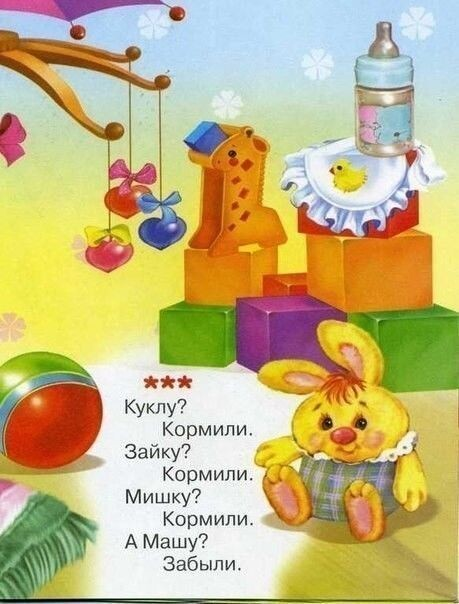 ***
Куклу?
Кормили.
Зайку?
Кормили.
Мишку?
Кормили.
А Машу?
Забыли.